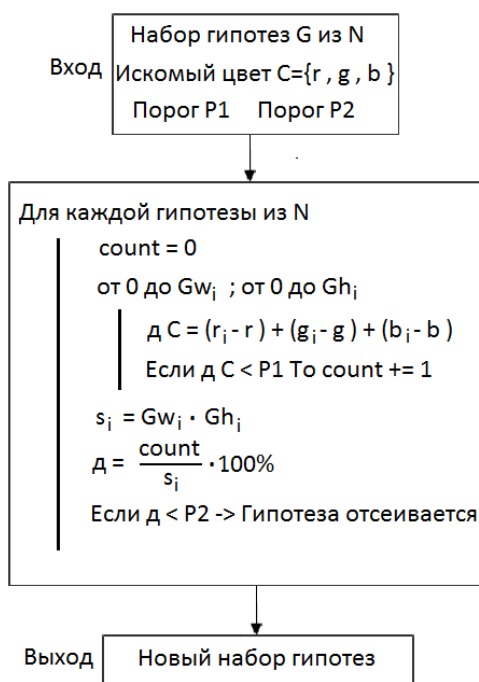 Набор гипотез G из N
Вход
Искомый цвет C={r , g , b }
Порог P1 Порог P2
Для каждой гипотезы из N
count = 0
от 0 до Gwᵢ ; от 0 до Ghᵢ
д C = (rᵢ - r ) + (gᵢ - g ) + (bᵢ - b )
Если д C < P1 То count += 1
sᵢ = Gwᵢ · Ghᵢ
д = count / sᵢ · 100%
Если д < P2 -> Гипотеза отсеивается
Выход
Новый набор гипотез